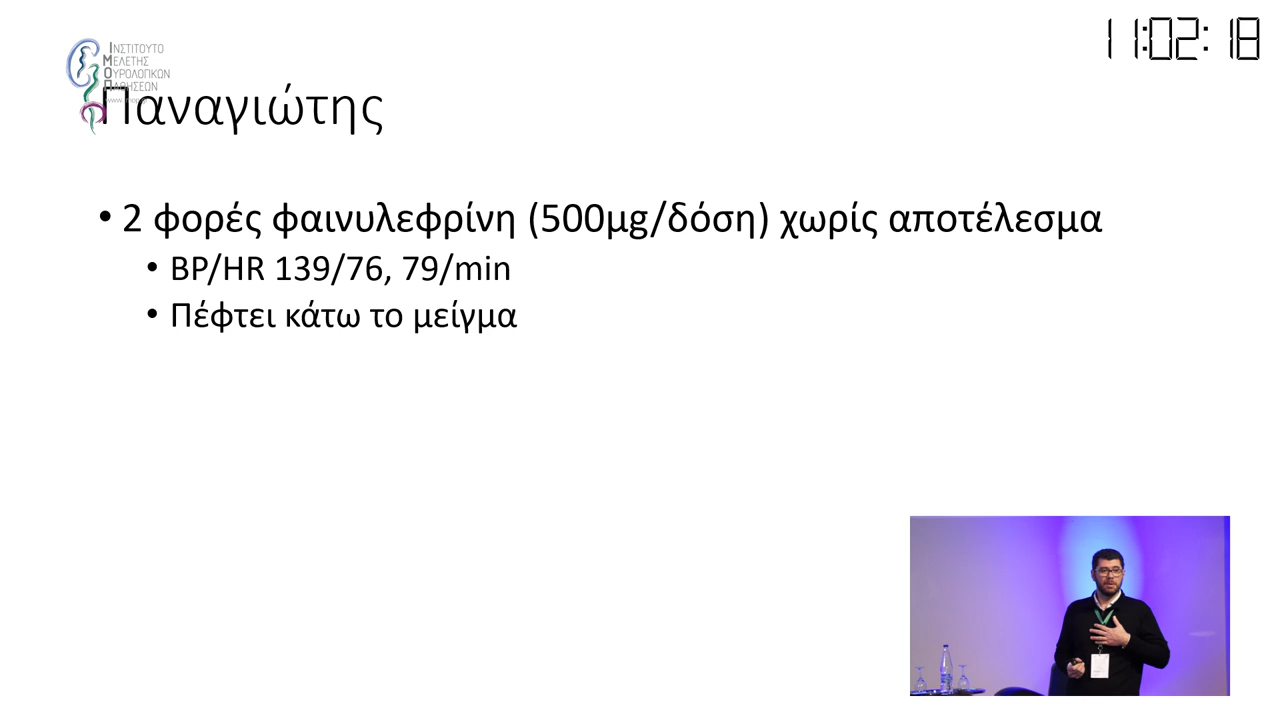 ΙΝΣΤΙΤΟΥΤΟ
ΜΕΛΕΤΗΣ
ΟΥΡΟΛΟΓΙΚΩΝ
ΠΑΘΗΣΕΩΝ
11:02:18
Παναγιώτης
• 2 φορές φαινυλεφρίνη (500μg/δόση) χωρίς αποτέλεσμα
• BP/HR 139/76, 79/min
• Πέφτει κάτω το μείγμα